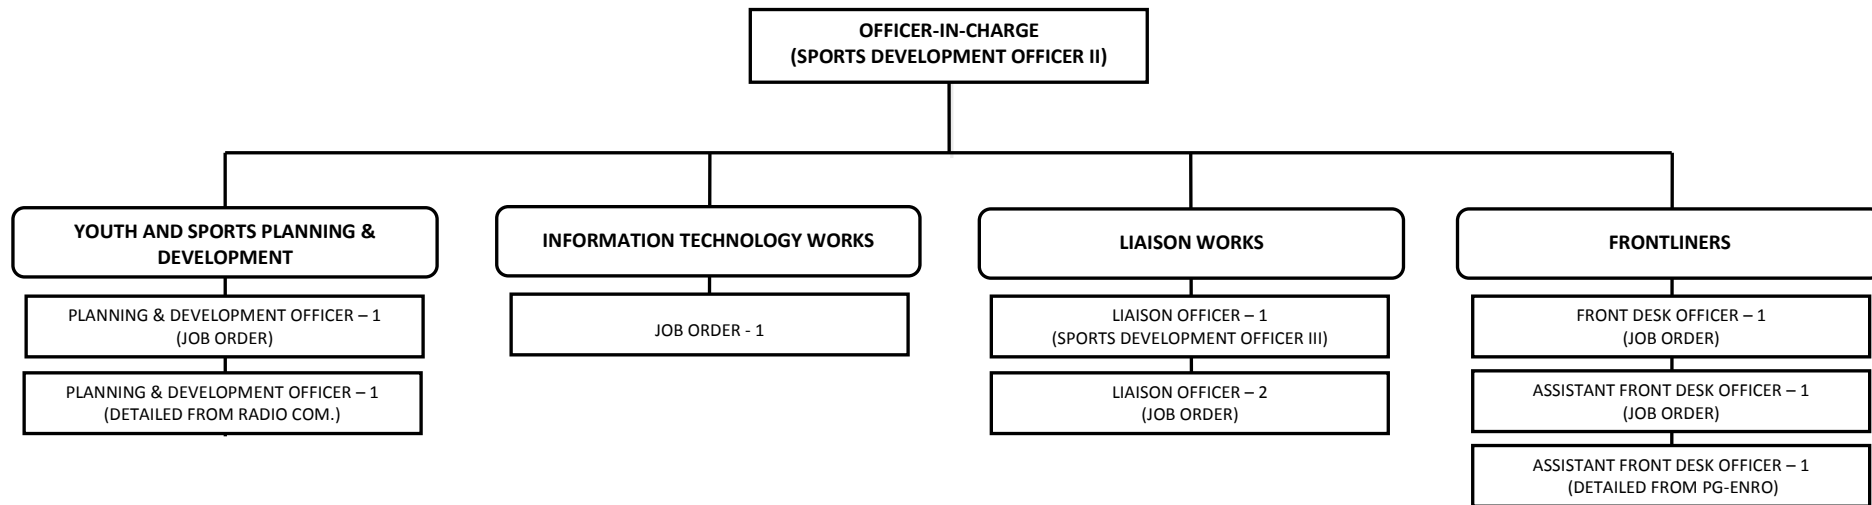 OFFICER-IN-CHARGE
(SPORTS DEVELOPMENT OFFICER II)
YOUTH AND SPORTS PLANNING &
DEVELOPMENT
PLANNING & DEVELOPMENT OFFICER – 1
(JOB ORDER)
PLANNING & DEVELOPMENT OFFICER – 1
(DETAILED FROM RADIO COM.)
INFORMATION TECHNOLOGY WORKS
JOB ORDER - 1
LIAISON WORKS
LIAISON OFFICER – 1
(SPORTS DEVELOPMENT OFFICER III)
LIAISON OFFICER – 2
(JOB ORDER)
FRONTLINERS
FRONT DESK OFFICER – 1
(JOB ORDER)
ASSISTANT FRONT DESK OFFICER – 1
(JOB ORDER)
ASSISTANT FRONT DESK OFFICER – 1
(DETAILED FROM PG-ENRO)